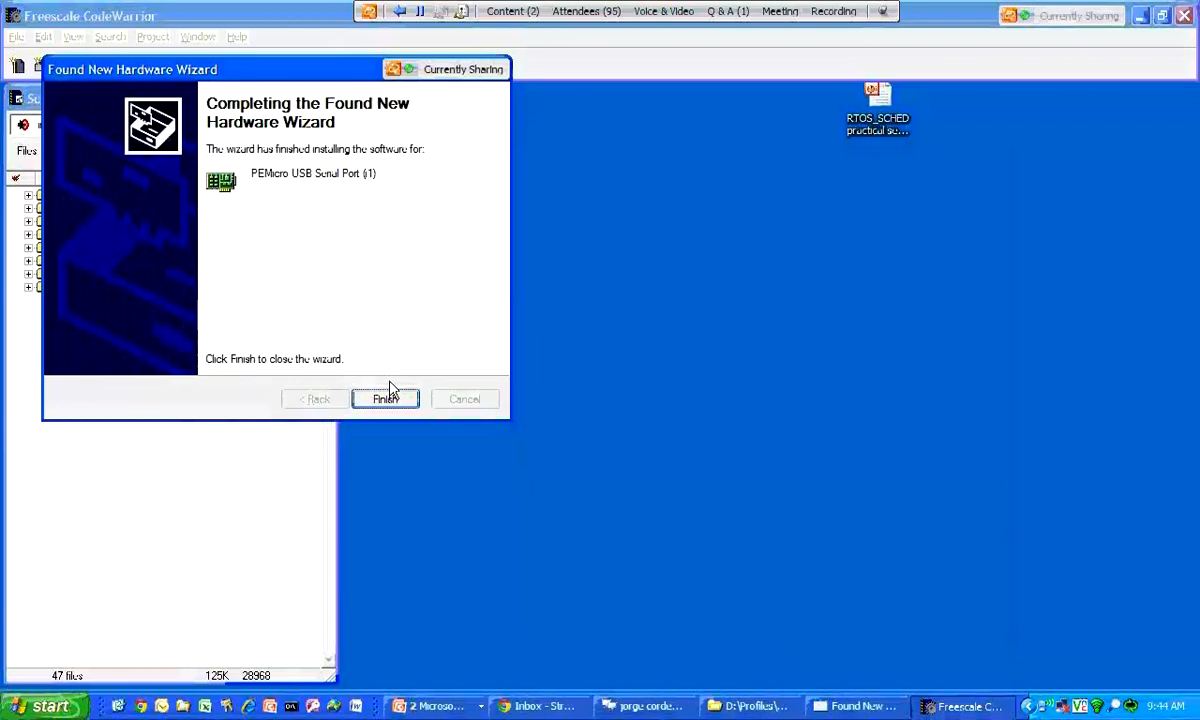 Freescale CodeWarrior
Content (2) Attendees (95) Voice & Video Q & A (1) Meeting Recording
Currently Sharing
File Edit View Search Project Window Help
Found New Hardware Wizard
Currently Sharing
Completing the Found New
Hardware Wizard
The wizard has finished installing the software for:
PEMicro USB Serial Port (i1)
Files
RTOS_SCHED
practical se...
Click Finish to close the wizard.
< Back Finish Cancel
47 files 125K 28968
start 2 Microso... Inbox - Str... jorge corde... D:\Profiles\... Found New ... Freescale C... 9:44 AM